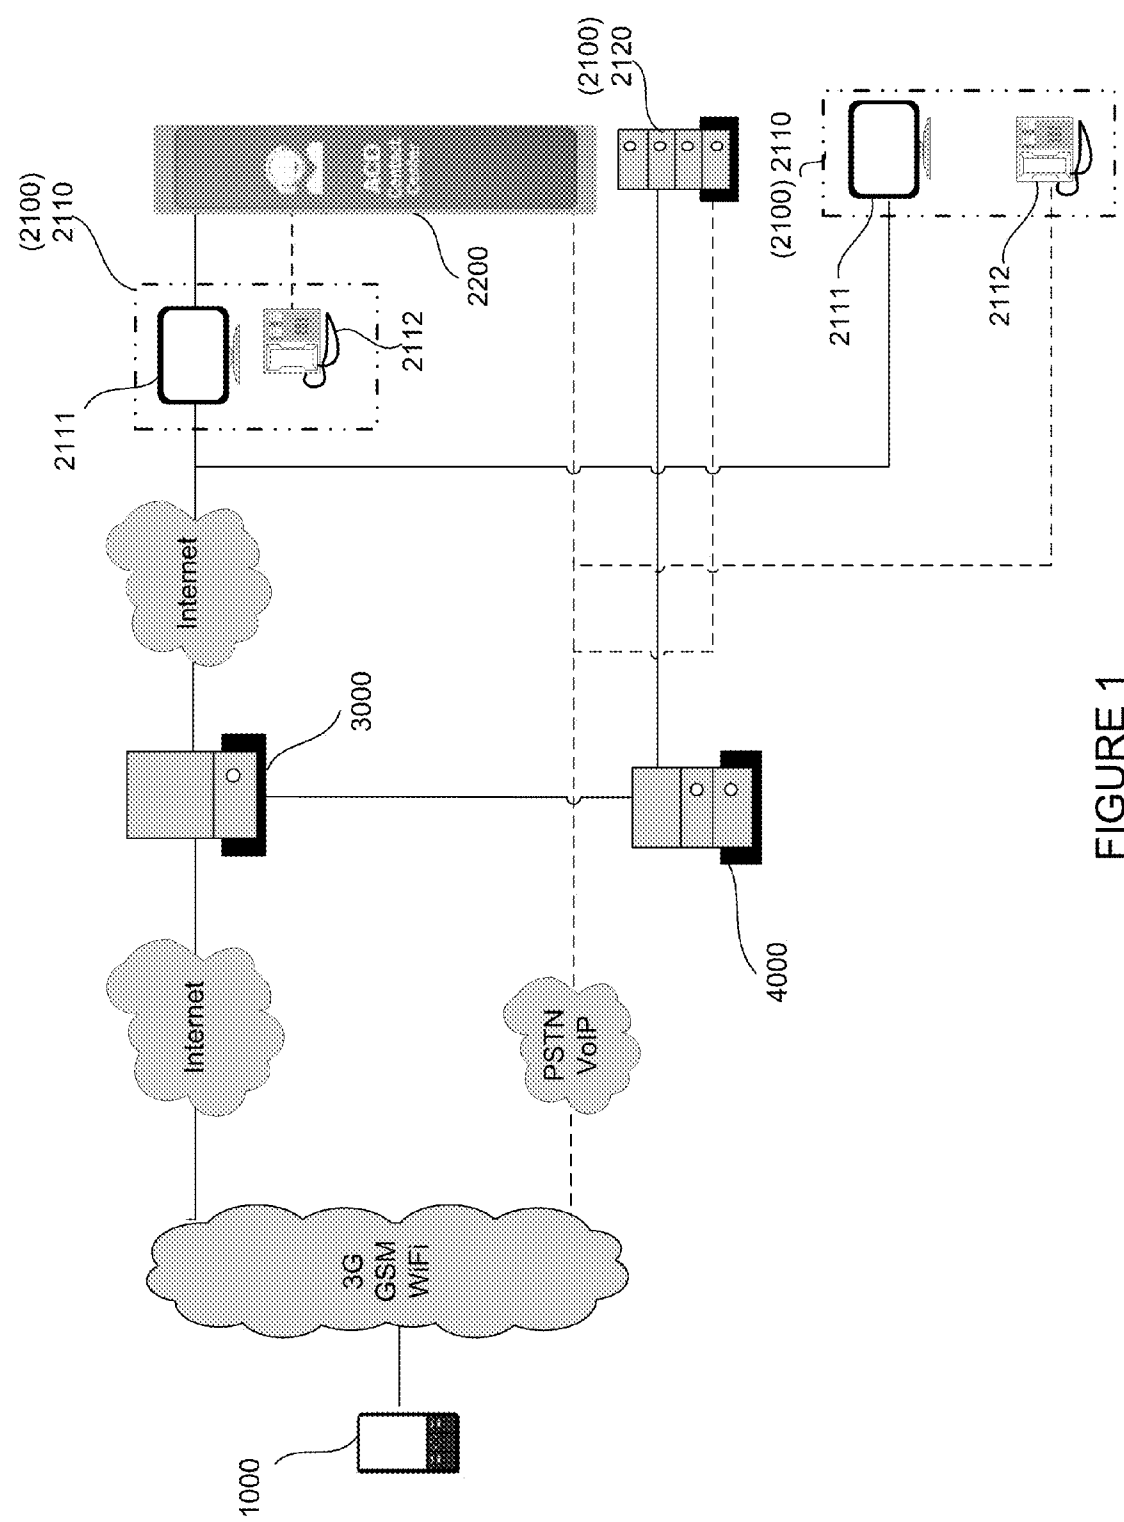 1000
3G
GSM
WiFi
Internet
PSTN
VoIP
3000
4000
Internet
2111
2112
(2100)
2110
2200
(2100)
2120
(2100) 2110
2111
2112
FIGURE 1